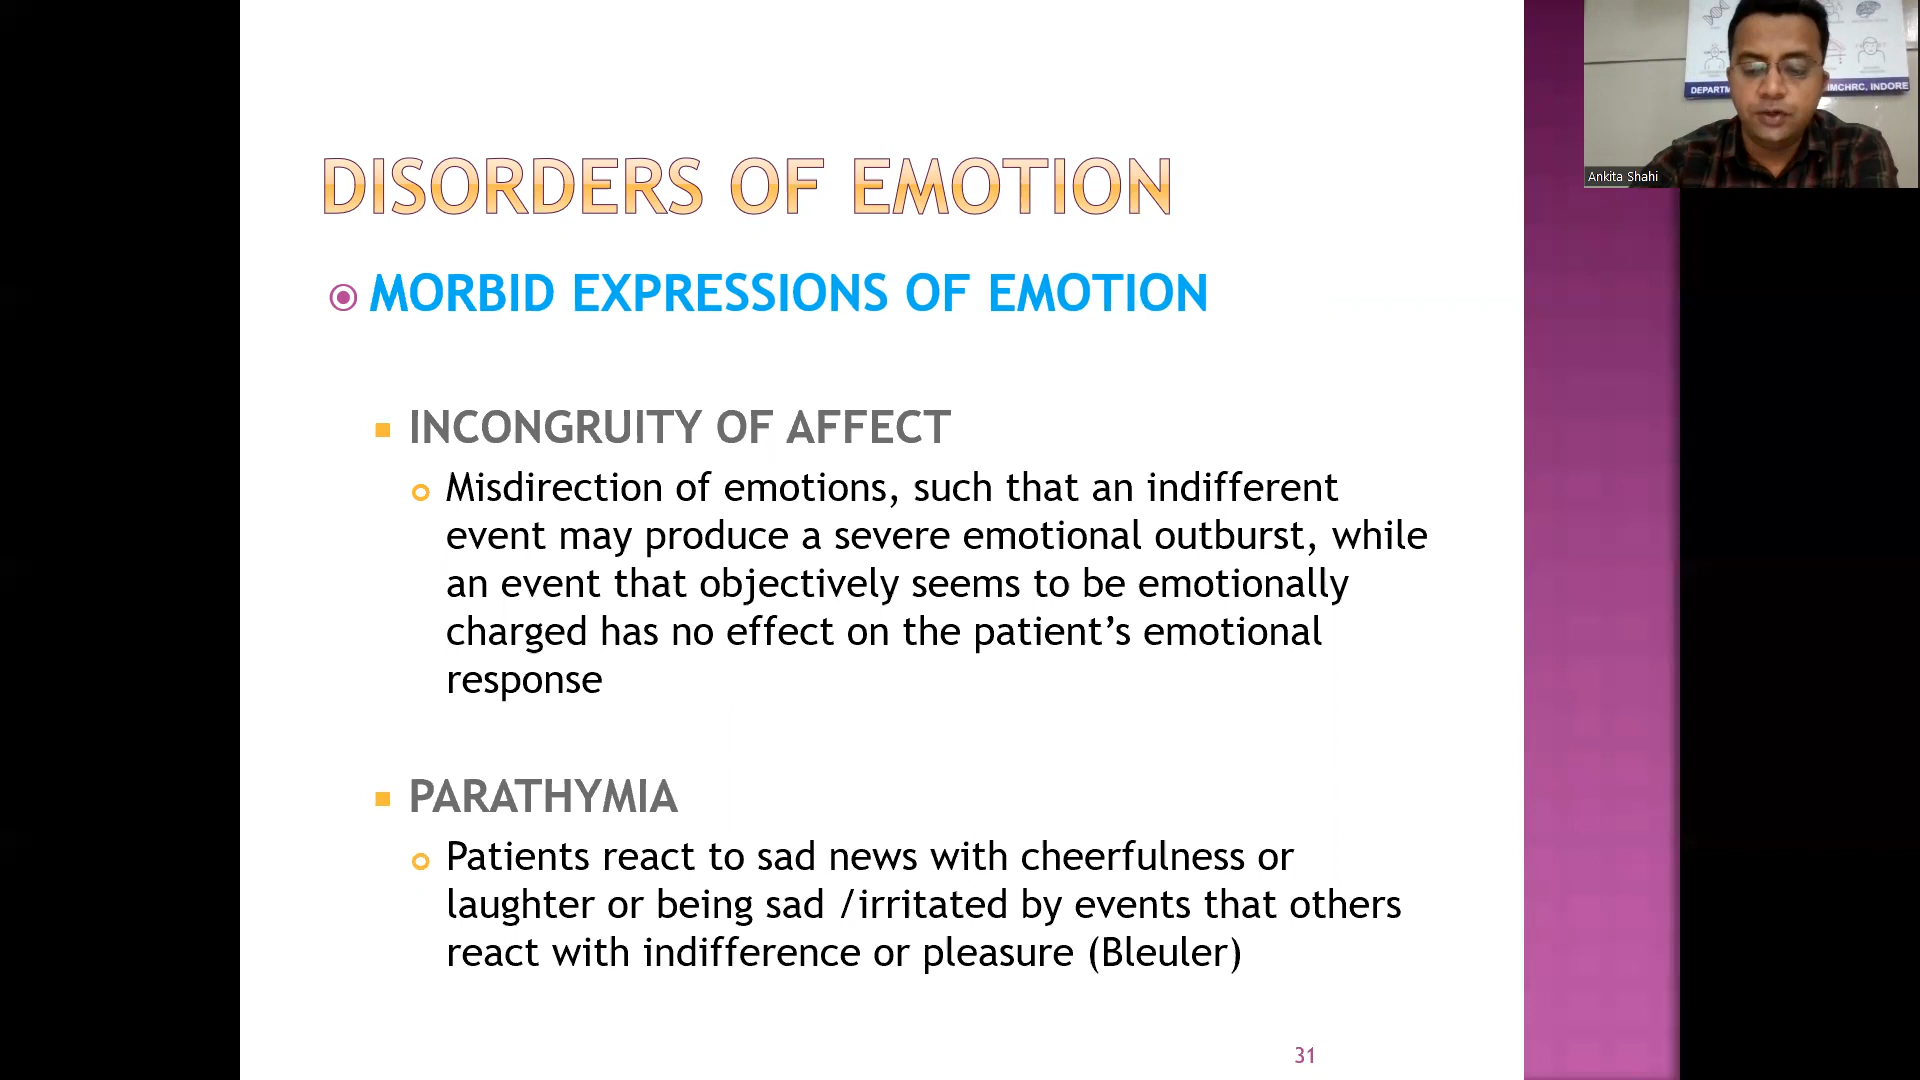 DISORDERS OF EMOTION
MORBID EXPRESSIONS OF EMOTION
INCONGRUITY OF AFFECT
Misdirection of emotions, such that an indifferent
event may produce a severe emotional outburst, while
an event that objectively seems to be emotionally
charged has no effect on the patient’s emotional
response
PARATHYMIA
Patients react to sad news with cheerfulness or
laughter or being sad /irritated by events that others
react with indifference or pleasure (Bleuler)
31
IMCHRC, INDORE
Ankita Shahi